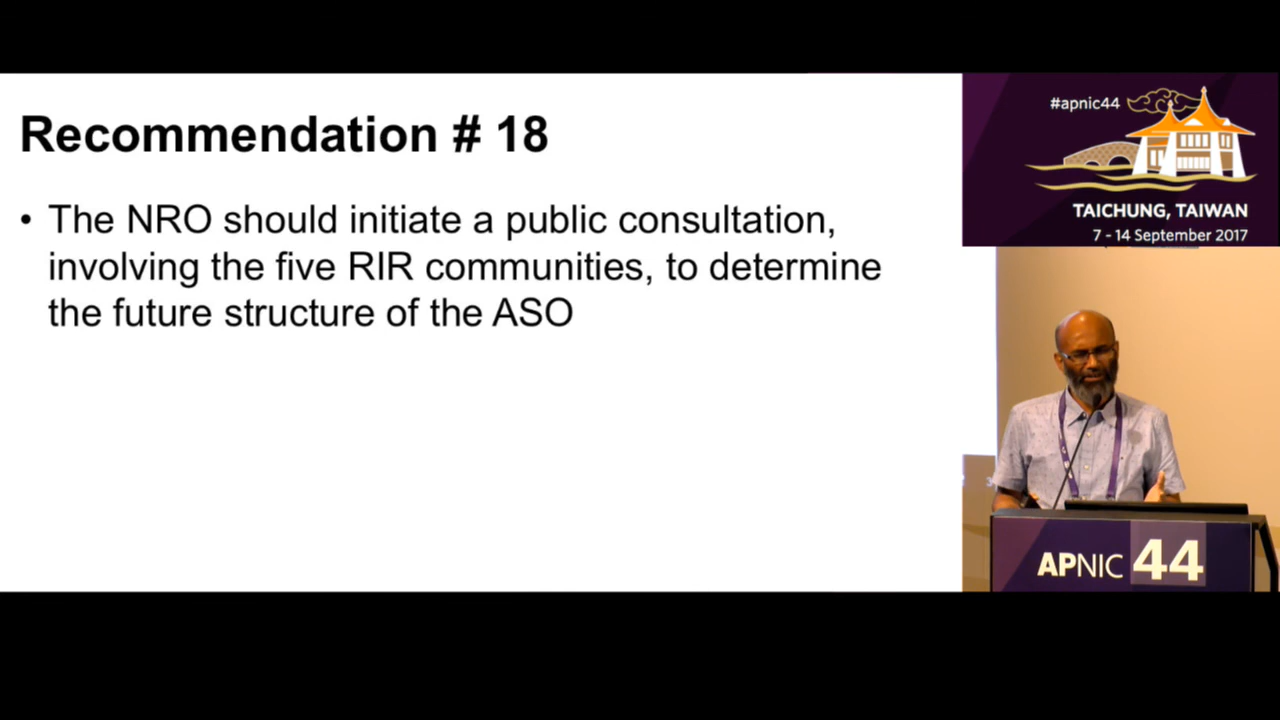 Recommendation # 18
• The NRO should initiate a public consultation,
involving the five RIR communities, to determine
the future structure of the ASO
#apnic44
TAICHUNG, TAIWAN
7 - 14 September 2017
APNIC 44